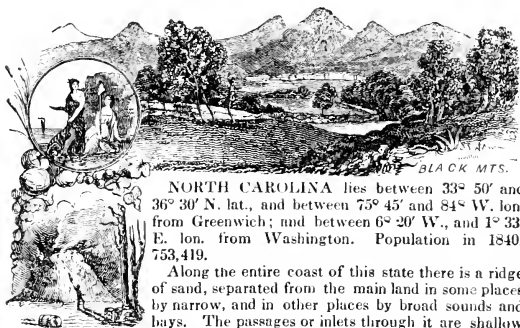 BLACK MTS.
NORTH CAROLINA lies between 33° 50' and
36° 30' N. lat., and between 75° 45' and 84° W. lon
from Greenwich; and between 6° 20' W., and 1° 33
E. lon. from Washington. Population in 1840,
753,419.
Along the entire coast of this state there is a ridge
of sand, separated from the main land in some places
by narrow, and in other places by broad sounds and
bays. The passages or inlets through it are shallow